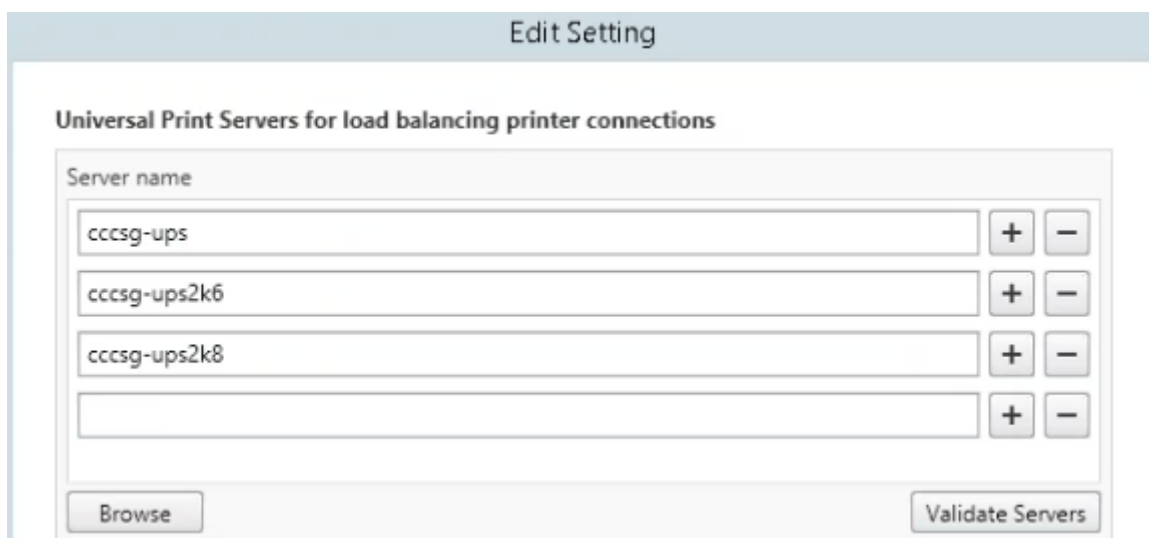 Edit Setting
Universal Print Servers for load balancing printer connections
Server name
cccsg-ups
cccsg-ups2k6
cccsg-ups2k8
Browse
Validate Servers